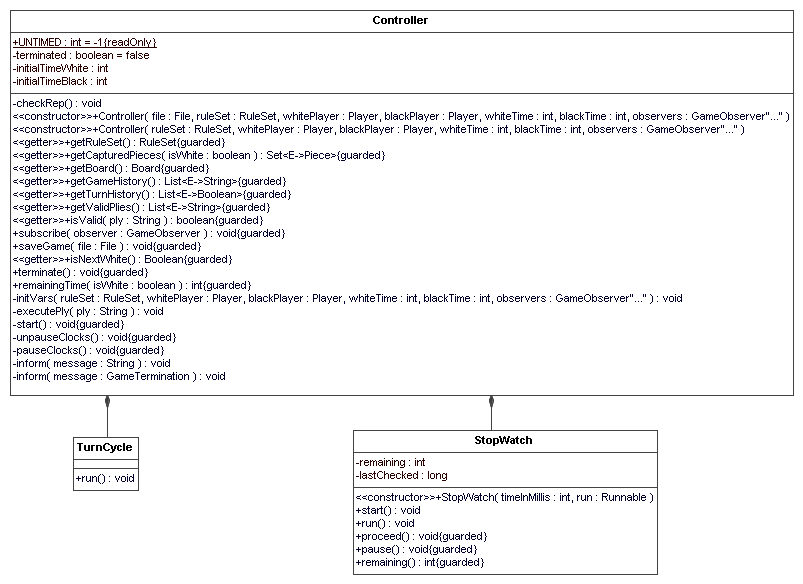 Controller
+UNTIMED : int = -1{readOnly}
-terminated : boolean = false
-initialTimeWhite : int
-initialTimeBlack : int
-checkRep() : void
<<constructor>>+Controller( file : File, ruleSet : RuleSet, whitePlayer : Player, blackPlayer : Player, whiteTime : int, blackTime : int, observers : GameObserver"..." )
<<constructor>>+Controller( ruleSet : RuleSet, whitePlayer : Player, blackPlayer : Player, whiteTime : int, blackTime : int, observers : GameObserver"..." )
<<getter>>+getRuleSet() : RuleSet{guarded}
<<getter>>+getCapturedPieces( isWhite : boolean ) : Set<E->Piece>{guarded}
<<getter>>+getBoard() : Board{guarded}
<<getter>>+getGameHistory() : List<E->String>{guarded}
<<getter>>+getTurnHistory() : List<E->Boolean>{guarded}
<<getter>>+getValidPlies() : List<E->String>{guarded}
<<getter>>+isValid( ply : String ) : boolean{guarded}
+subscribe( observer : GameObserver ) : void{guarded}
+saveGame( file : File ) : void{guarded}
<<getter>>+isNextWhite() : Boolean{guarded}
+terminate() : void{guarded}
+remainingTime( isWhite : boolean ) : int{guarded}
-initVars( ruleSet : RuleSet, whitePlayer : Player, blackPlayer : Player, whiteTime : int, blackTime : int, observers : GameObserver"..." ) : void
-executePly( ply : String ) : void
-start() : void{guarded}
-unpauseClocks() : void{guarded}
-pauseClocks() : void{guarded}
-inform( message : String ) : void
-inform( message : GameTermination ) : void
TurnCycle
+run() : void
StopWatch
-remaining : int
-lastChecked : long
<<constructor>>+StopWatch( timeInMillis : int, run : Runnable )
+start() : void
+run() : void
+proceed() : void{guarded}
+pause() : void{guarded}
+remaining() : int{guarded}